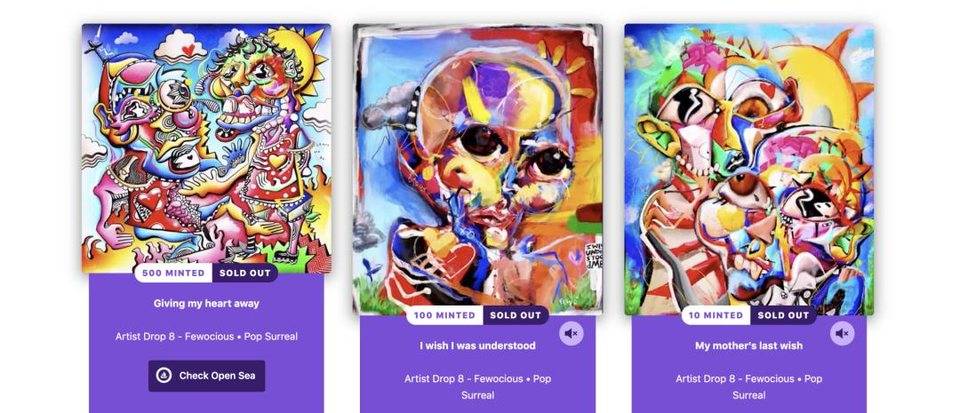 500 MINTED SOLD OUT
Giving my heart away
Artist Drop 8 - Fewocious • Pop Surreal
Check Open Sea
100 MINTED SOLD OUT
I wish I was understood
Artist Drop 8 - Fewocious • Pop
Surreal
10 MINTED SOLD OUT
My mother's last wish
Artist Drop 8 - Fewocious • Pop
Surreal